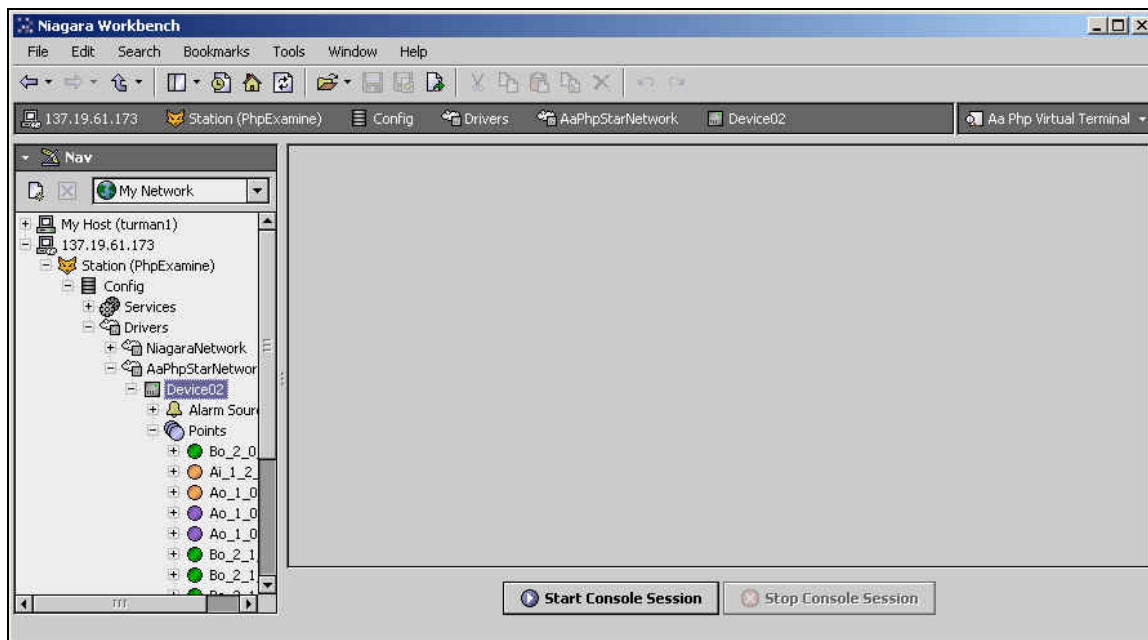 Niagara Workbench
File Edit Search Bookmarks Tools Window Help
137.19.61.173 Station (PhpExamine) Config Drivers AaPhpStarNetwork Device02 Aa Php Virtual Terminal
Nav
My Network
My Host (turman1)
137.19.61.173
Station (PhpExamine)
Config
Services
Drivers
NiagaraNetwork
AaPhpStarNetwor
Device02
Alarm Sour
Points
Bo_2_0
Ai_1_2_
Ao_1_0
Ao_1_0
Ao_1_0
Bo_2_1
Bo_2_1
Start Console Session Stop Console Session